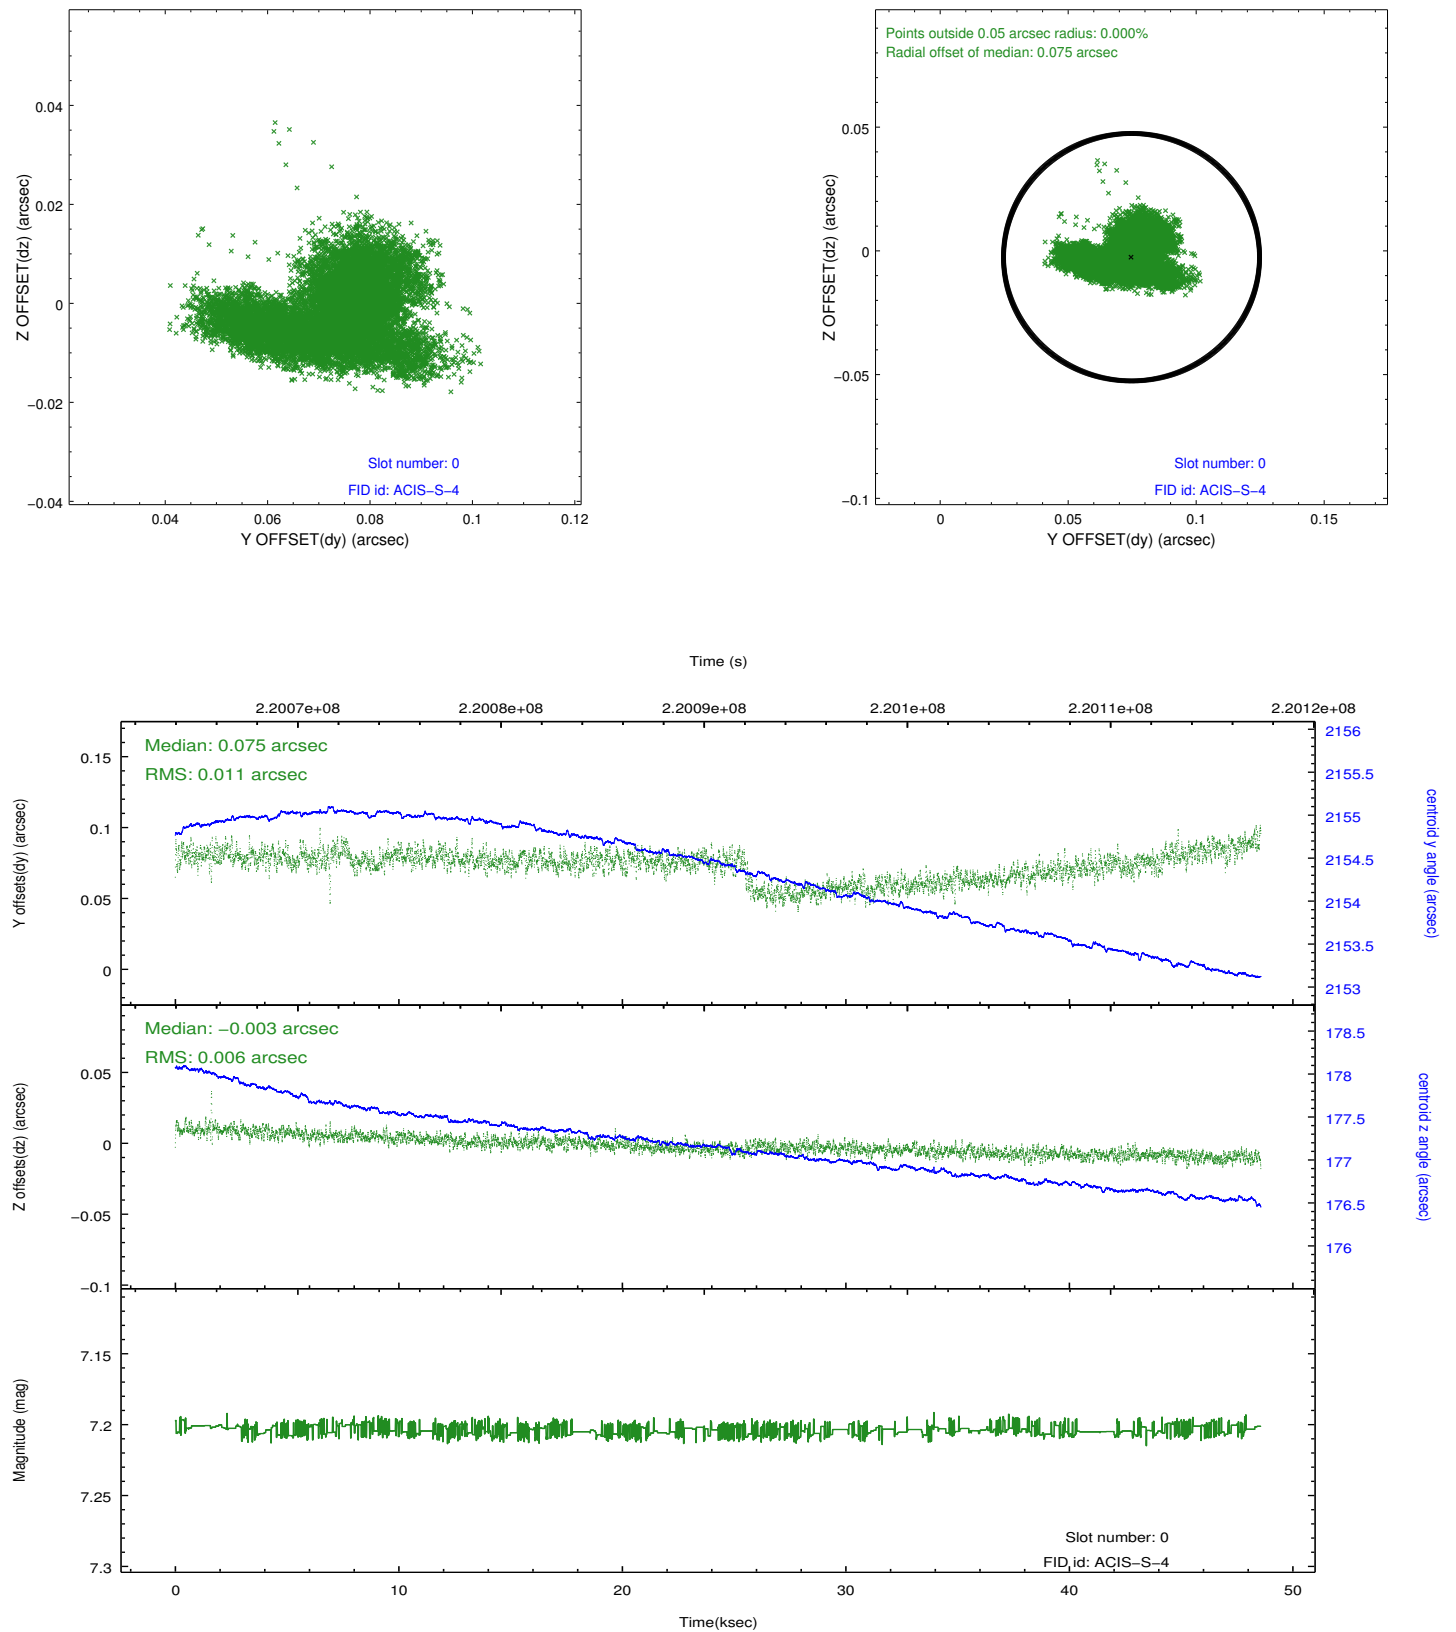 0.04
0.02
0
−0.02
−0.04
Z OFFSET(dz) (arcsec)
Slot number: 0
FID id: ACIS−S−4
0.04 0.06 0.08 0.1 0.12
Y OFFSET(dy) (arcsec)
Points outside 0.05 arcsec radius: 0.000%
Radial offset of median: 0.075 arcsec
0.05
0
−0.05
−0.1
Z OFFSET(dz) (arcsec)
Slot number: 0
FID id: ACIS−S−4
0 0.05 0.1 0.15
Y OFFSET(dy) (arcsec)
Time (s)
2.2007e+08 2.2008e+08 2.2009e+08 2.201e+08 2.2011e+08 2.2012e+08
Median: 0.075 arcsec
RMS: 0.011 arcsec
0.15
0.1
0.05
0
Y offsets(dy) (arcsec)
2156
2155.5
2155
2154.5
2154
2153.5
2153
centroid y angle (arcsec)
Median: −0.003 arcsec
RMS: 0.006 arcsec
0.05
0
−0.05
−0.1
Z offsets(dz) (arcsec)
178.5
178
177.5
177
176.5
176
centroid z angle (arcsec)
7.15
7.2
7.25
7.3
Magnitude (mag)
Slot number: 0
FID id: ACIS−S−4
0 10 20 30 40 50
Time(ksec)